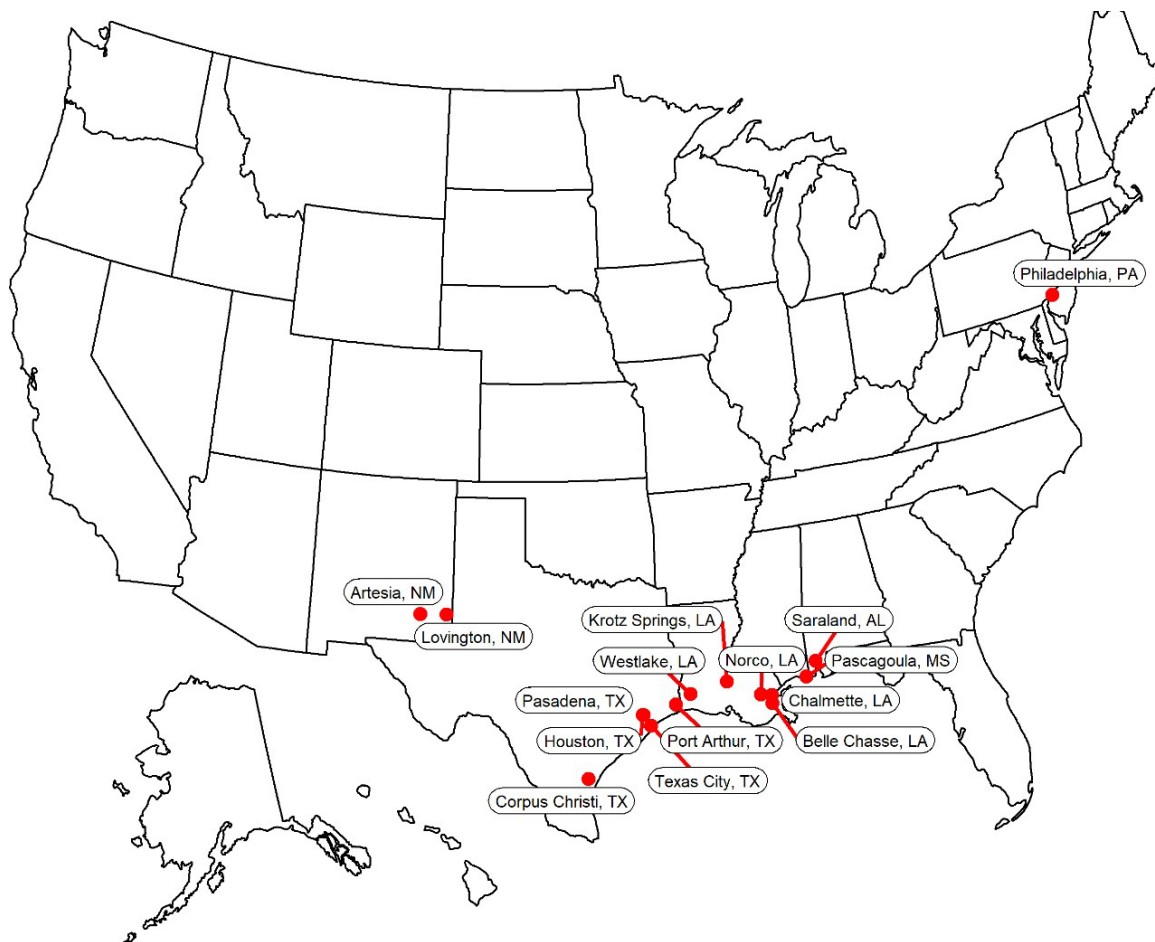 Philadelphia, PA
Artesia, NM
Lovington, NM
Krotz Springs, LA
Saraland, AL
Westlake, LA
Norco, LA
Pascagoula, MS
Pasadena, TX
Chalmette, LA
Houston, TX
Port Arthur, TX
Belle Chasse, LA
Texas City, TX
Corpus Christi, TX